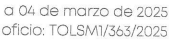 a 04 de marzo de 2025
oficio: TOLSM1/363/2025